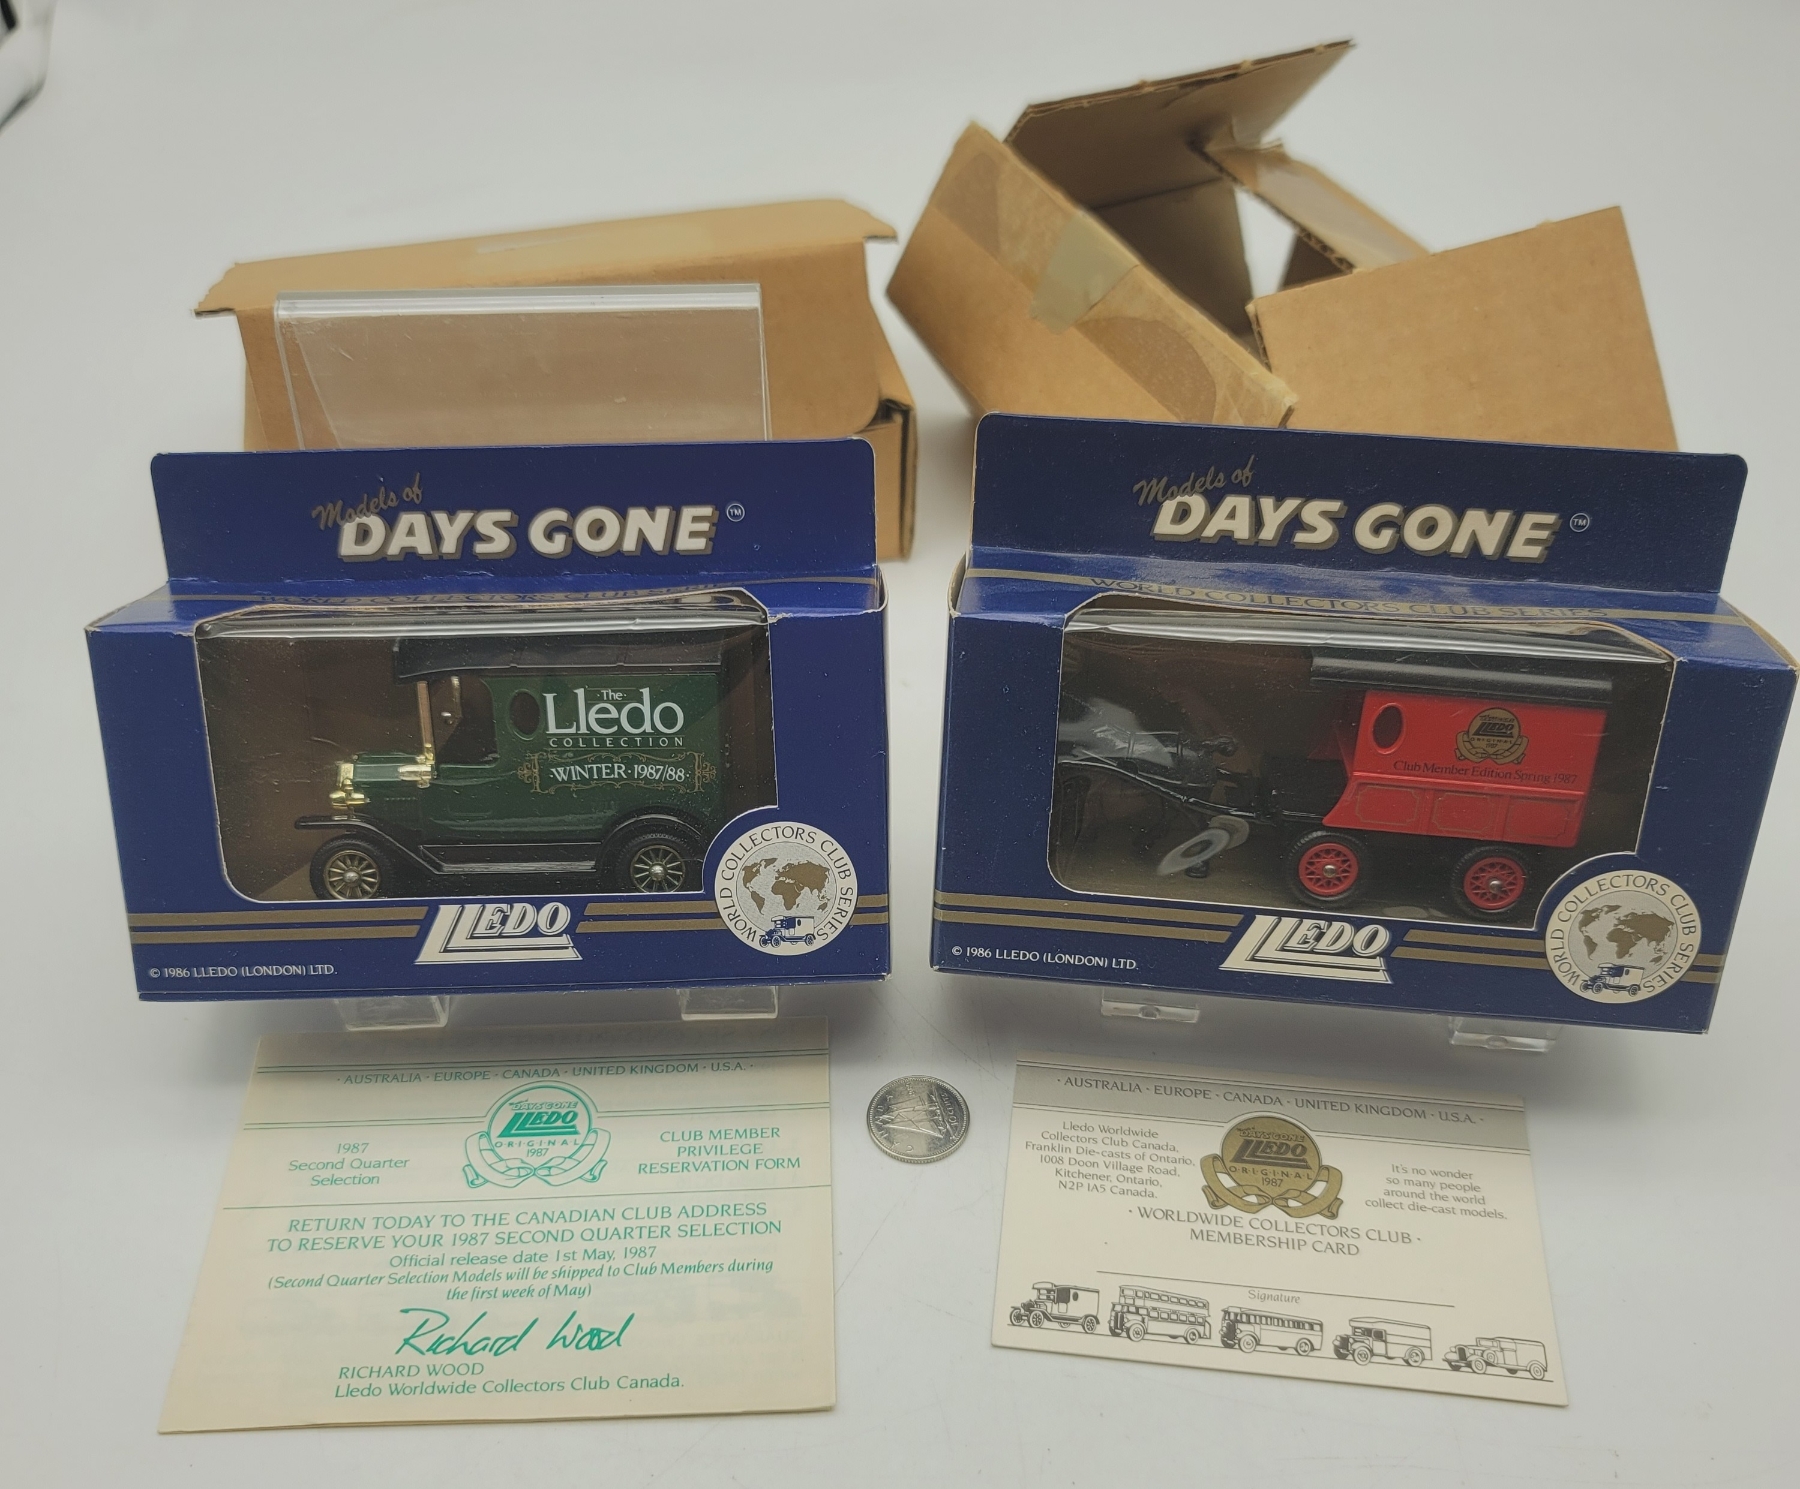 Models of
DAYS GONE ™
The
Lledo
COLLECTION
·WINTER·1987/88·
WORLD COLLECTORS CLUB SERIES
LLEDO
© 1986 LLEDO (LONDON) LTD.
Models of
DAYS GONE ™
WORLD COLLECTORS CLUB SERIES
LLEDO
ORIGINAL
1987
Club Member Edition Spring 1987
WORLD COLLECTORS CLUB SERIES
LLEDO
© 1986 LLEDO (LONDON) LTD.
· AUSTRALIA · EUROPE · CANADA · UNITED KINGDOM · U.S.A. ·
DAYS GONE
LLEDO
ORIGINAL
1987
1987
Second Quarter
Selection
CLUB MEMBER
PRIVILEGE
RESERVATION FORM
RETURN TODAY TO THE CANADIAN CLUB ADDRESS
TO RESERVE YOUR 1987 SECOND QUARTER SELECTION
Official release date 1st May, 1987
(Second Quarter Selection Models will be shipped to Club Members during
the first week of May)
Richard Wood
RICHARD WOOD
Lledo Worldwide Collectors Club Canada.
· AUSTRALIA · EUROPE · CANADA · UNITED KINGDOM · U.S.A. ·
Lledo Worldwide
Collectors Club Canada,
Franklin Die-casts of Ontario,
1008 Doon Village Road,
Kitchener, Ontario,
N2P 1A5 Canada.
DAYS GONE
LLEDO
ORIGINAL
1987
It's no wonder
so many people
around the world
collect die-cast models.
· WORLDWIDE COLLECTORS CLUB ·
MEMBERSHIP CARD
Signature